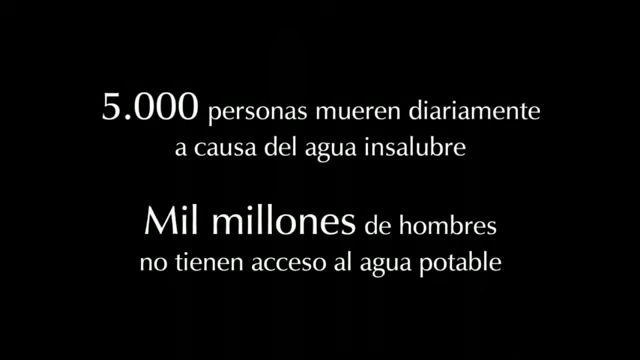 5.000 personas mueren diariamente
a causa del agua insalubre
Mil millones de hombres
no tienen acceso al agua potable